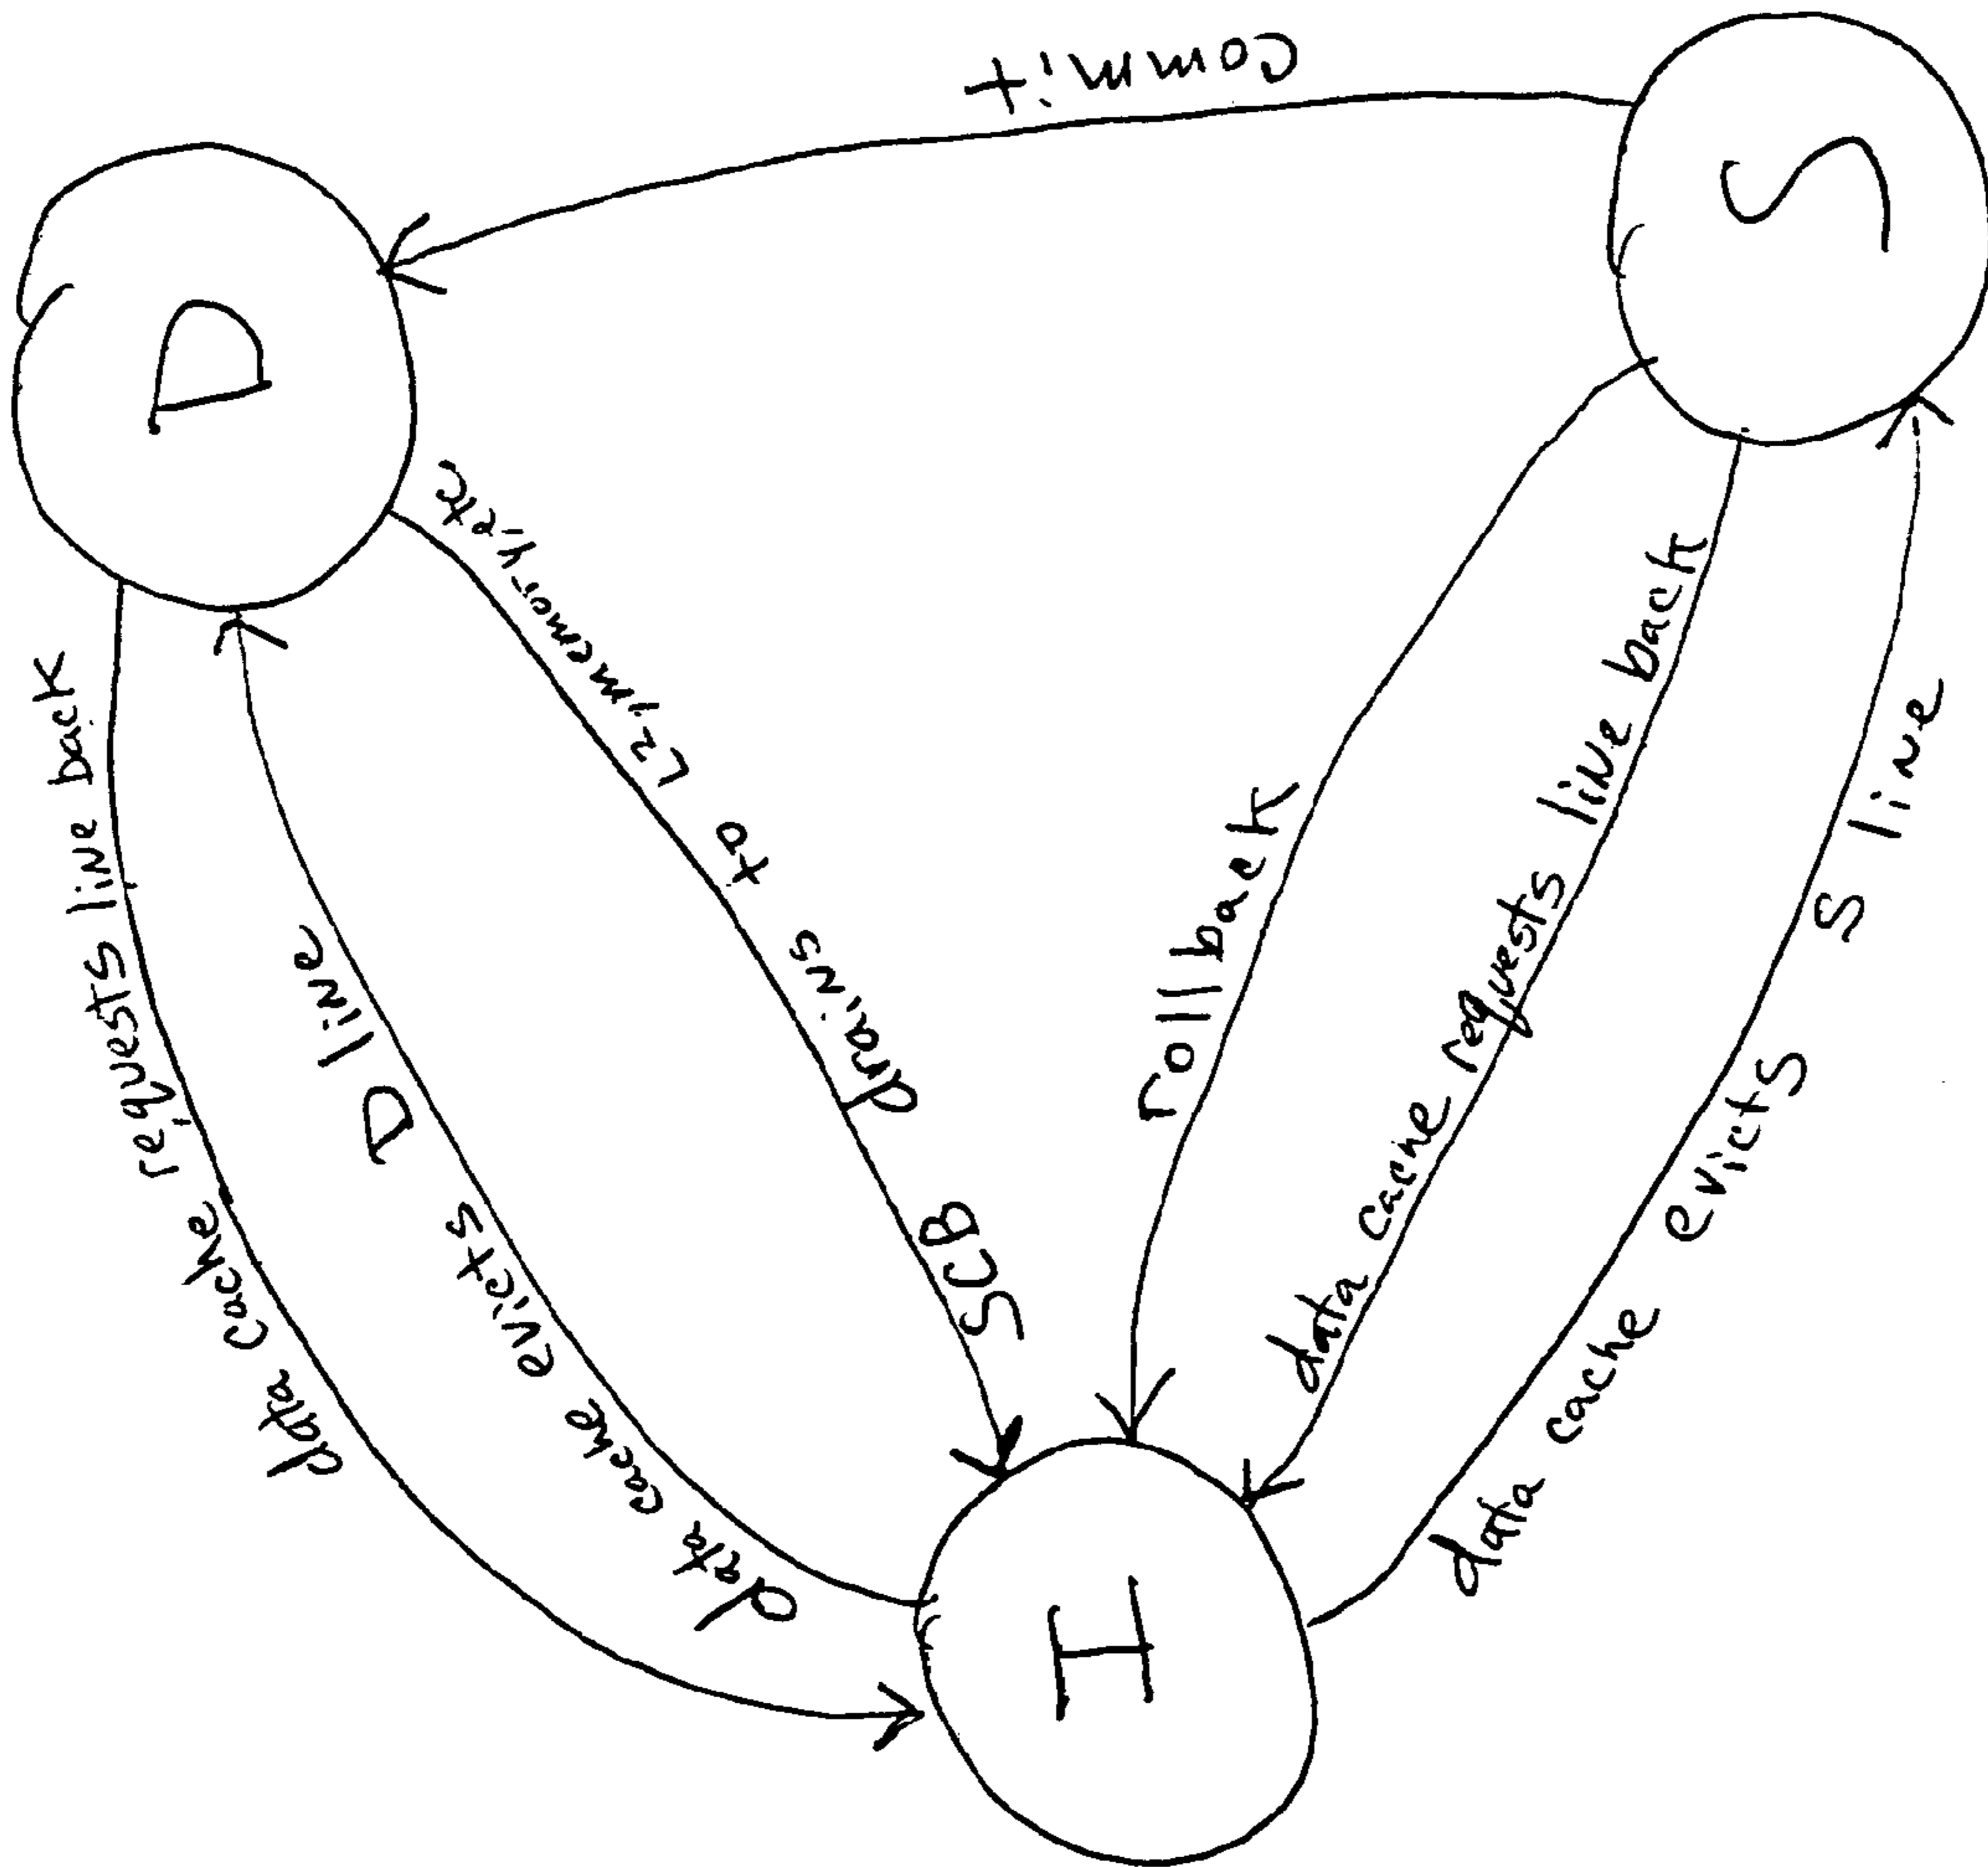 Commit
D
S
data cache requests line back
Data cache evicts D line
SCB drains to L2/memory/etc
rollback
data cache requests line back
data cache evicts S line
H